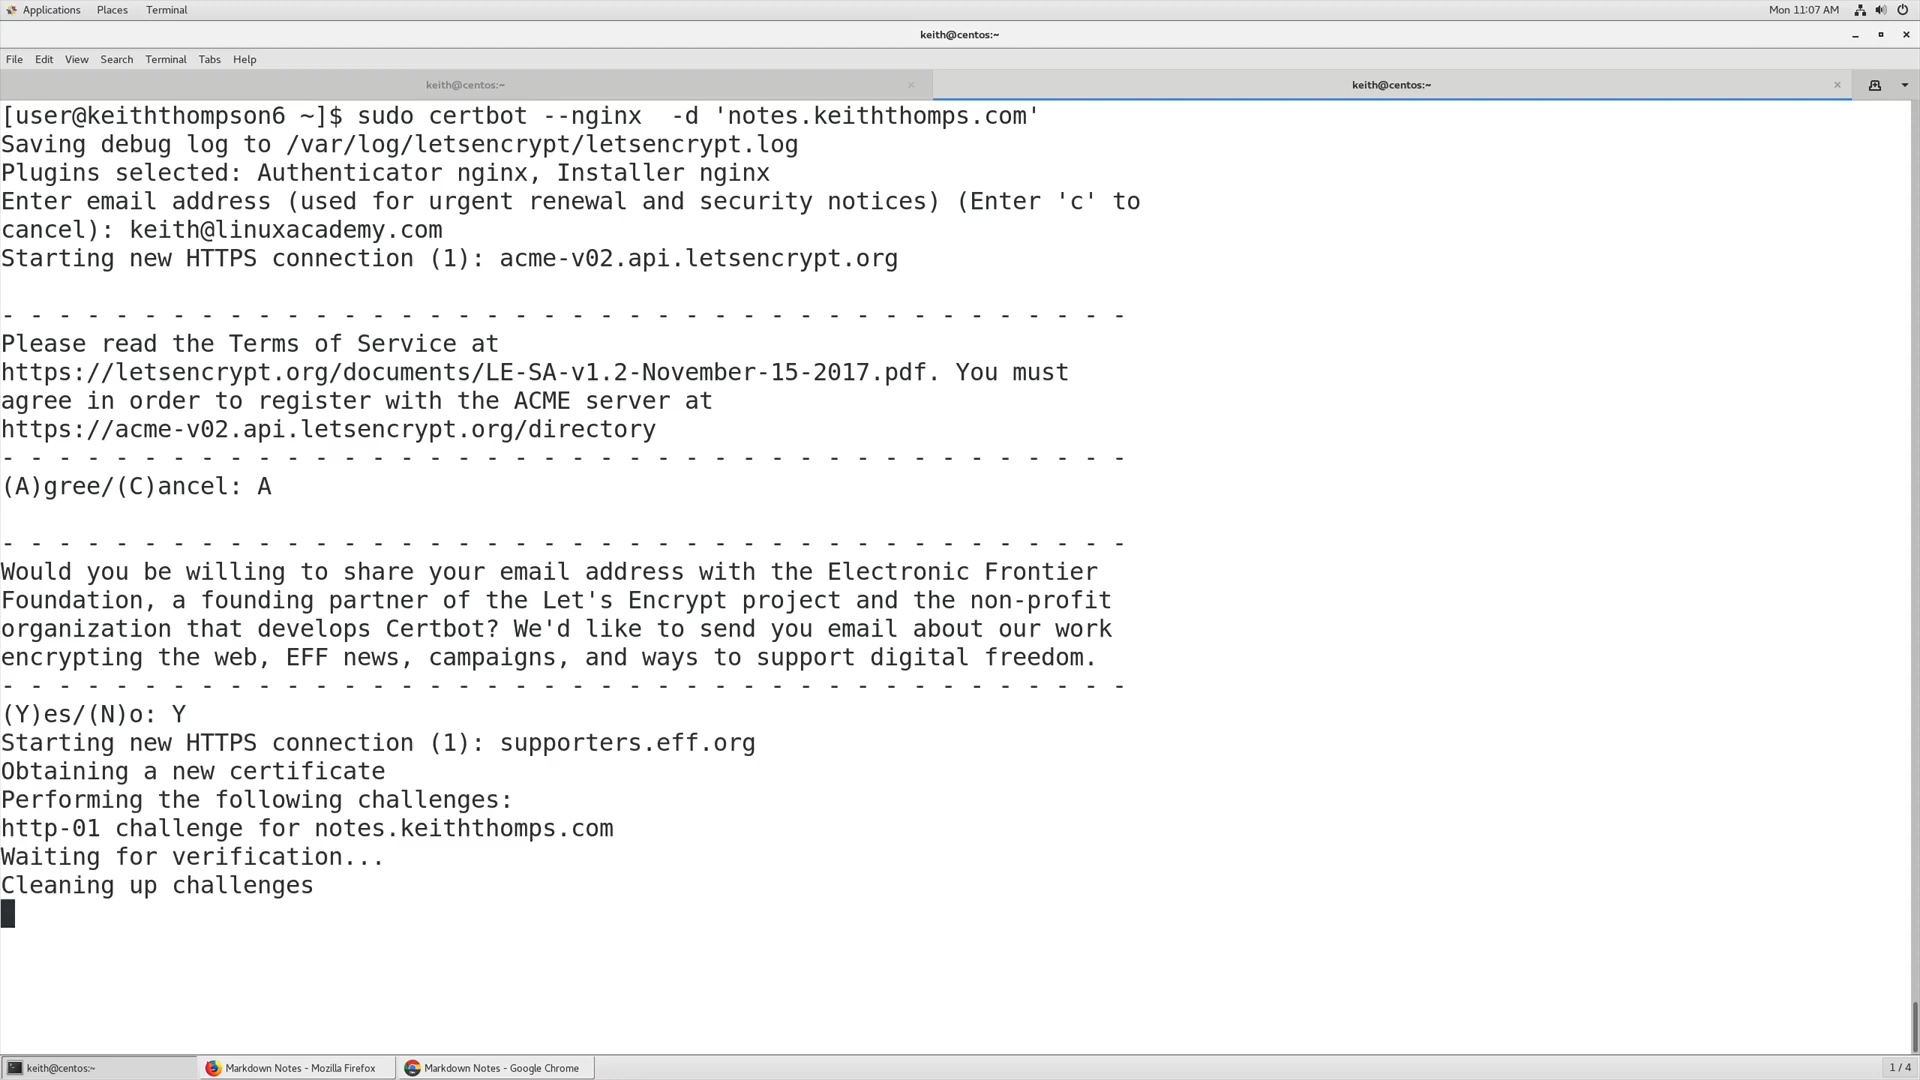 Applications Places Terminal Mon 11:07 AM
keith@centos:~
File Edit View Search Terminal Tabs Help
keith@centos:~ keith@centos:~
[user@keiththompson6 ~]$ sudo certbot --nginx  -d 'notes.keiththomps.com'
Saving debug log to /var/log/letsencrypt/letsencrypt.log
Plugins selected: Authenticator nginx, Installer nginx
Enter email address (used for urgent renewal and security notices) (Enter 'c' to
cancel): keith@linuxacademy.com
Starting new HTTPS connection (1): acme-v02.api.letsencrypt.org
- - - - - - - - - - - - - - - - - - - - - - - - - - - - - - - - - - - - - - - -
Please read the Terms of Service at
https://letsencrypt.org/documents/LE-SA-v1.2-November-15-2017.pdf. You must
agree in order to register with the ACME server at
https://acme-v02.api.letsencrypt.org/directory
- - - - - - - - - - - - - - - - - - - - - - - - - - - - - - - - - - - - - - - -
(A)gree/(C)ancel: A
- - - - - - - - - - - - - - - - - - - - - - - - - - - - - - - - - - - - - - - -
Would you be willing to share your email address with the Electronic Frontier
Foundation, a founding partner of the Let's Encrypt project and the non-profit
organization that develops Certbot? We'd like to send you email about our work
encrypting the web, EFF news, campaigns, and ways to support digital freedom.
- - - - - - - - - - - - - - - - - - - - - - - - - - - - - - - - - - - - - - - -
(Y)es/(N)o: Y
Starting new HTTPS connection (1): supporters.eff.org
Obtaining a new certificate
Performing the following challenges:
http-01 challenge for notes.keiththomps.com
Waiting for verification...
Cleaning up challenges
keith@centos:~ Markdown Notes - Mozilla Firefox Markdown Notes - Google Chrome 1 / 4